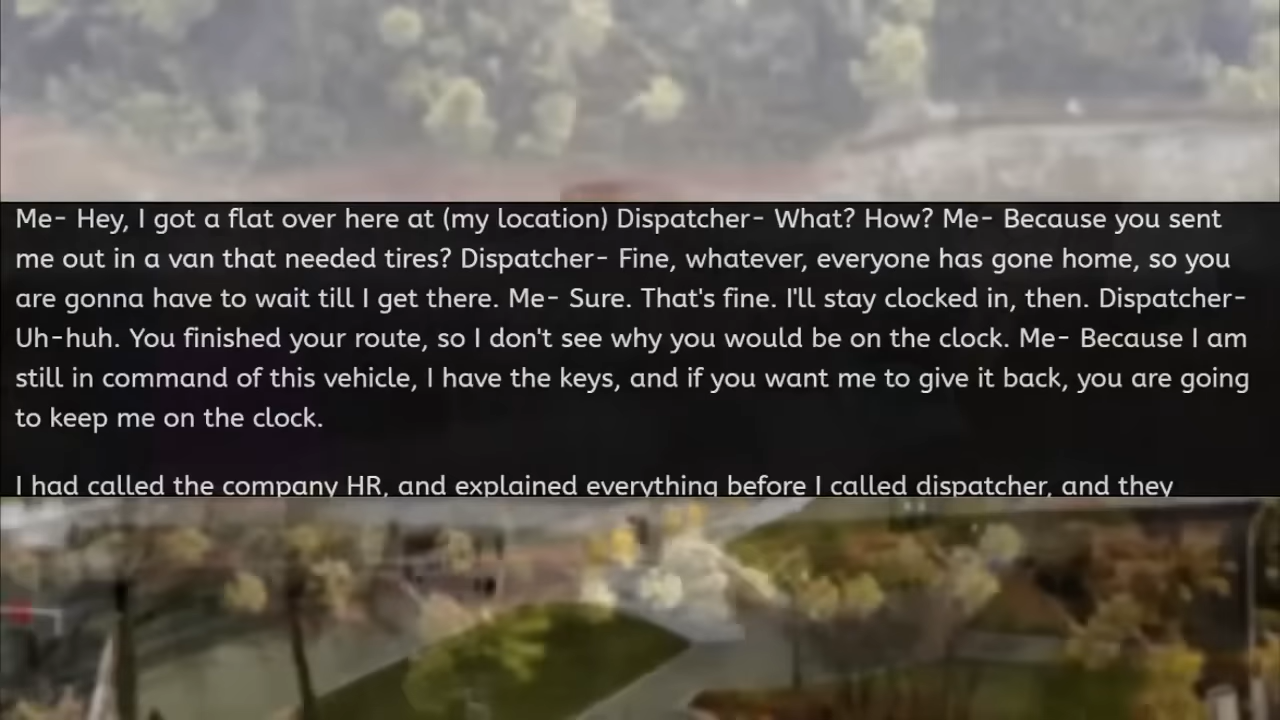 Me- Hey, I got a flat over here at (my location) Dispatcher- What? How? Me- Because you sent
me out in a van that needed tires? Dispatcher- Fine, whatever, everyone has gone home, so you
are gonna have to wait till I get there. Me- Sure. That's fine. I'll stay clocked in, then. Dispatcher-
Uh-huh. You finished your route, so I don't see why you would be on the clock. Me- Because I am
still in command of this vehicle, I have the keys, and if you want me to give it back, you are going
to keep me on the clock.
I had called the company HR, and explained everything before I called dispatcher, and they